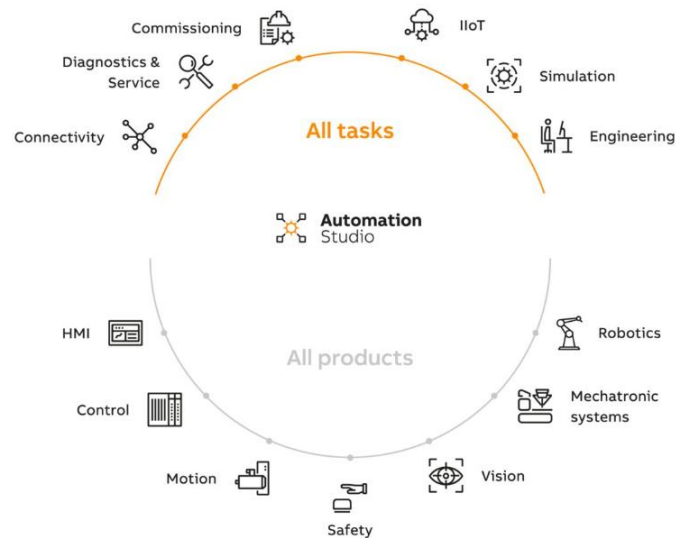 Commissioning
IIoT
Diagnostics &
Service
Simulation
Connectivity
All tasks
Engineering
Automation
Studio
HMI
Robotics
All products
Control
Mechatronic
systems
Motion
Vision
Safety